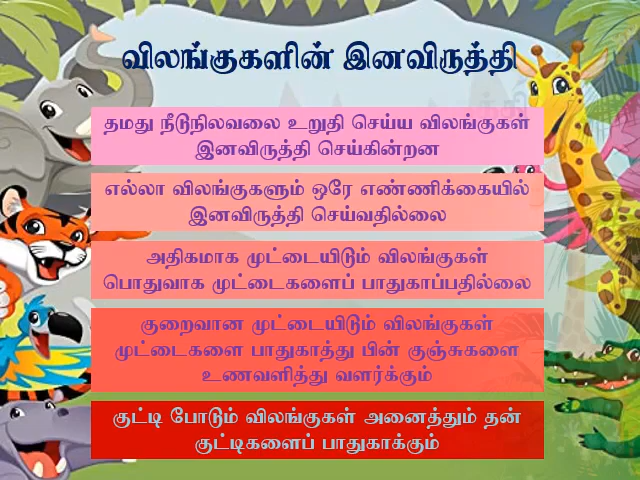 விலங்குகளின் இனவிருத்தி
தமது நீடுநிலவலை உறுதி செய்ய விலங்குகள்
இனவிருத்தி செய்கின்றன
எல்லா விலங்குகளும் ஒரே எண்ணிக்கையில்
இனவிருத்தி செய்வதில்லை
அதிகமாக முட்டையிடும் விலங்குகள்
பொதுவாக முட்டைகளைப் பாதுகாப்பதில்லை
குறைவான முட்டையிடும் விலங்குகள்
முட்டைகளை பாதுகாத்து பின் குஞ்சுகளை
உணவளித்து வளர்க்கும்
குட்டி போடும் விலங்குகள் அனைத்தும் தன்
குட்டிகளைப் பாதுகாக்கும்